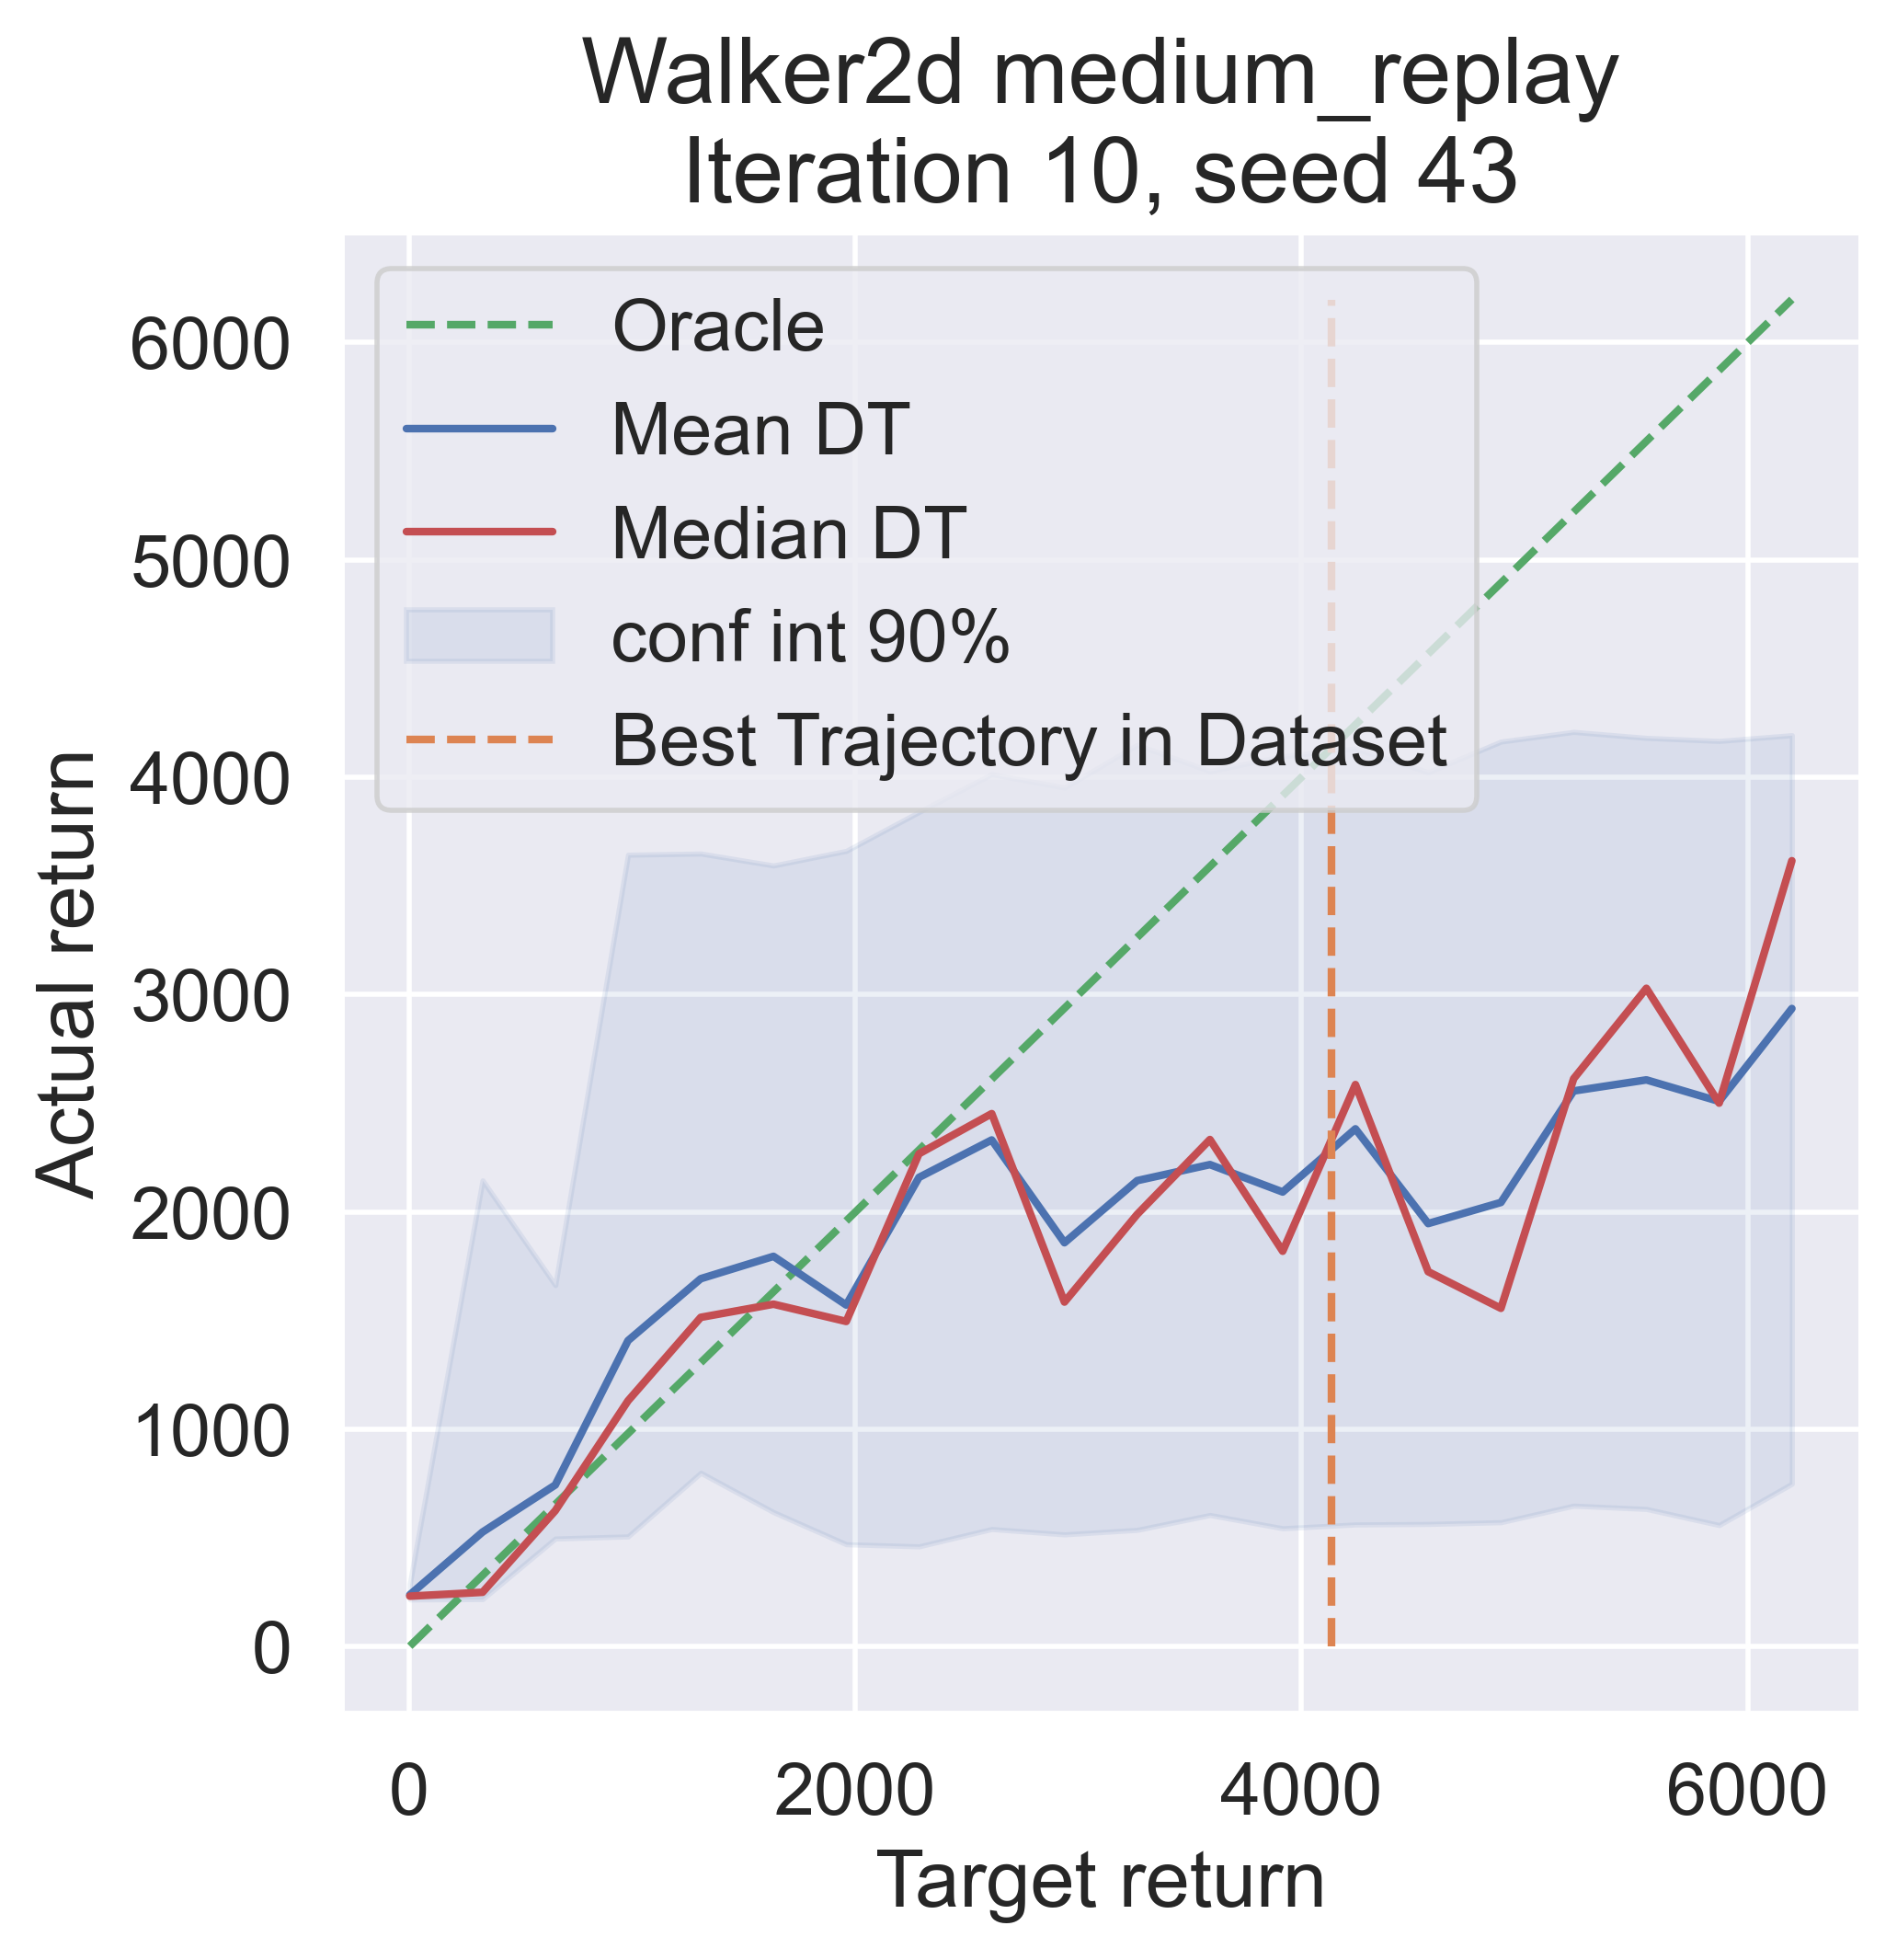 Walker2d medium_replay
Iteration 10, seed 43
Oracle
Mean DT
Median DT
conf int 90%
Best Trajectory in Dataset
Actual return
6000
5000
4000
3000
2000
1000
0
0 2000 4000 6000
Target return